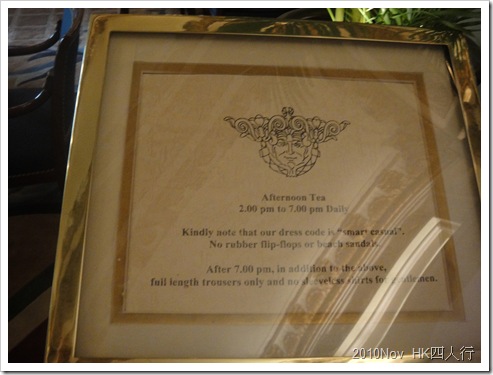 Afternoon Tea
2.00 pm to 7.00 pm Daily
Kindly note that our dress code is "smart casual".
No rubber flip-flops or beach sandals.
After 7.00 pm, in addition to the above,
full length trousers only and no sleeveless shirts for gentlemen.
2010Nov HK四人行